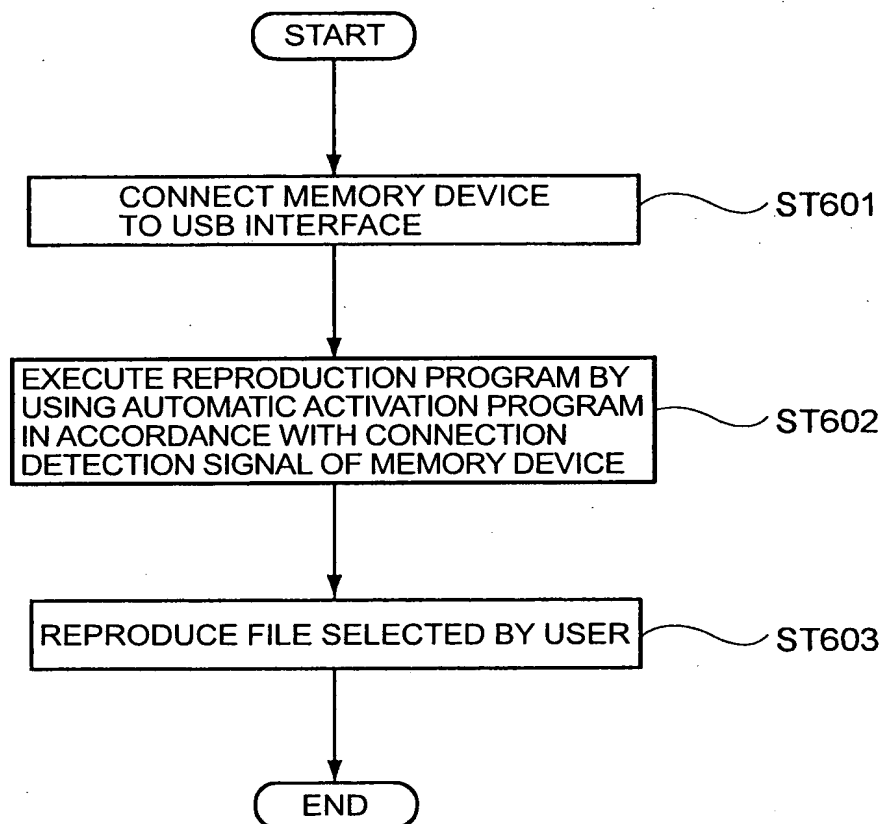 START
CONNECT MEMORY DEVICE
TO USB INTERFACE
ST601
EXECUTE REPRODUCTION PROGRAM BY
USING AUTOMATIC ACTIVATION PROGRAM
IN ACCORDANCE WITH CONNECTION
DETECTION SIGNAL OF MEMORY DEVICE
ST602
REPRODUCE FILE SELECTED BY USER
ST603
END